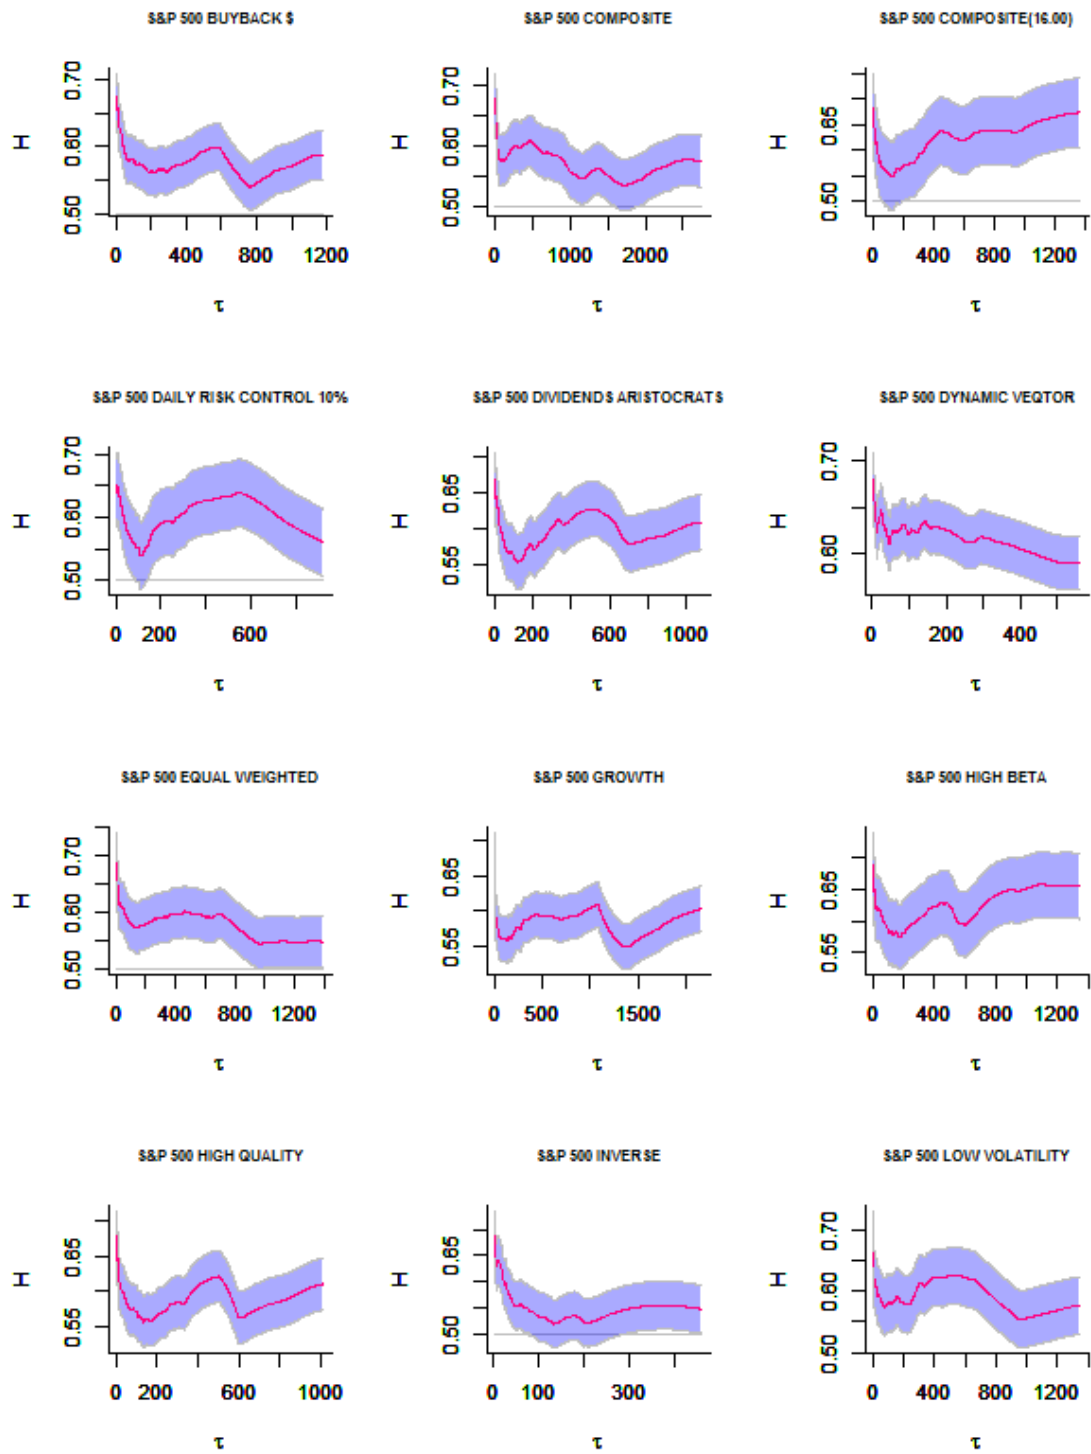 S&P 500 BUYBACK $ S&P 500 COMPOSITE S&P 500 COMPOSITE(16.00)
H 0.50 0.60 0.70 H 0.50 0.60 0.70 H 0.50 0.65
0 400 800 1200 0 1000 2000 0 400 800 1200
τ τ τ
S&P 500 DAILY RISK CONTROL 10% S&P 500 DIVIDENDS ARISTOCRATS S&P 500 DYNAMIC VEQTOR
H 0.50 0.60 0.70 H 0.55 0.65 H 0.60 0.70
0 200 600 0 200 600 1000 0 200 400
τ τ τ
S&P 500 EQUAL WEIGHTED S&P 500 GROWTH S&P 500 HIGH BETA
H 0.50 0.60 0.70 H 0.55 0.65 H 0.55 0.65
0 400 800 1200 0 500 1500 0 400 800 1200
τ τ τ
S&P 500 HIGH QUALITY S&P 500 INVERSE S&P 500 LOW VOLATILITY
H 0.55 0.65 H 0.50 0.65 H 0.50 0.60 0.70
0 200 600 1000 0 100 300 0 400 800 1200
τ τ τ